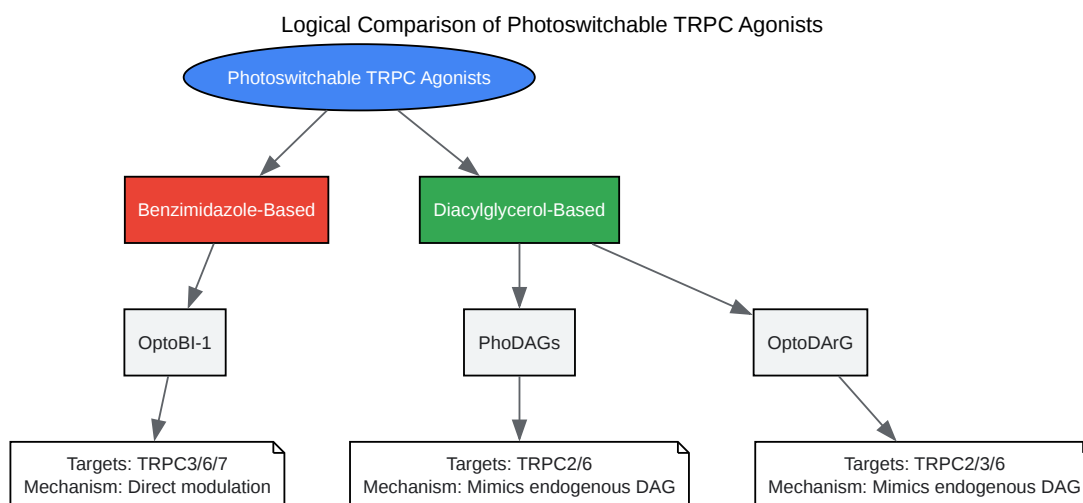 Logical Comparison of Photoswitchable TRPC Agonists
Photoswitchable TRPC Agonists
Benzimidazole-Based
Diacylglycerol-Based
OptoBI-1
PhoDAGs
OptoDArG
Targets: TRPC3/6/7
Mechanism: Direct modulation
Targets: TRPC2/6
Mechanism: Mimics endogenous DAG
Targets: TRPC2/3/6
Mechanism: Mimics endogenous DAG